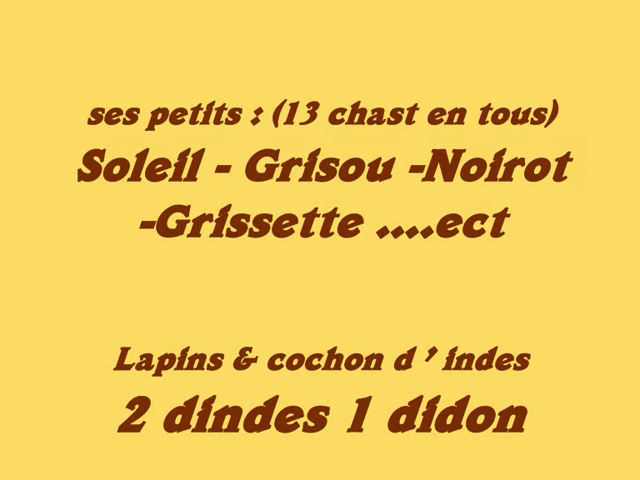 ses petits : (13 chast en tous)
Soleil - Grisou -Noirot
-Grissette ....ect
Lapins & cochon d ' indes
2 dindes 1 didon